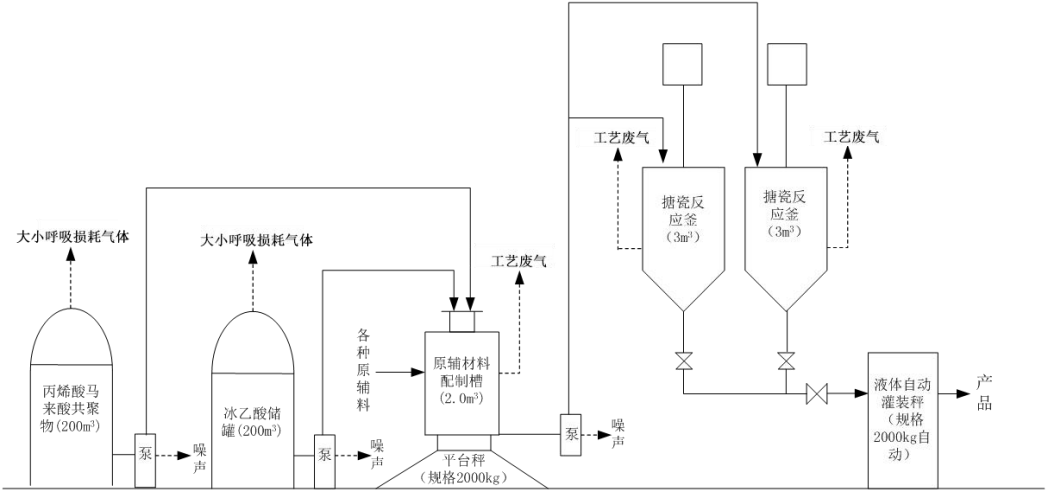 大小呼吸损耗气体
丙烯酸马
来酸共聚
物(200m³)
泵
噪
声
大小呼吸损耗气体
冰乙酸储
罐(200m³)
泵
噪
声
各
种
原
辅
料
工艺废气
原辅材料
配制槽
(2.0m³)
平台秤
（规格2000kg）
泵
噪
声
工艺废气
搪瓷反
应釜
（3m³）
搪瓷反
应釜
（3m³）
工艺废气
液体自动
灌装秤
（规格
2000kg自
动）
产
品